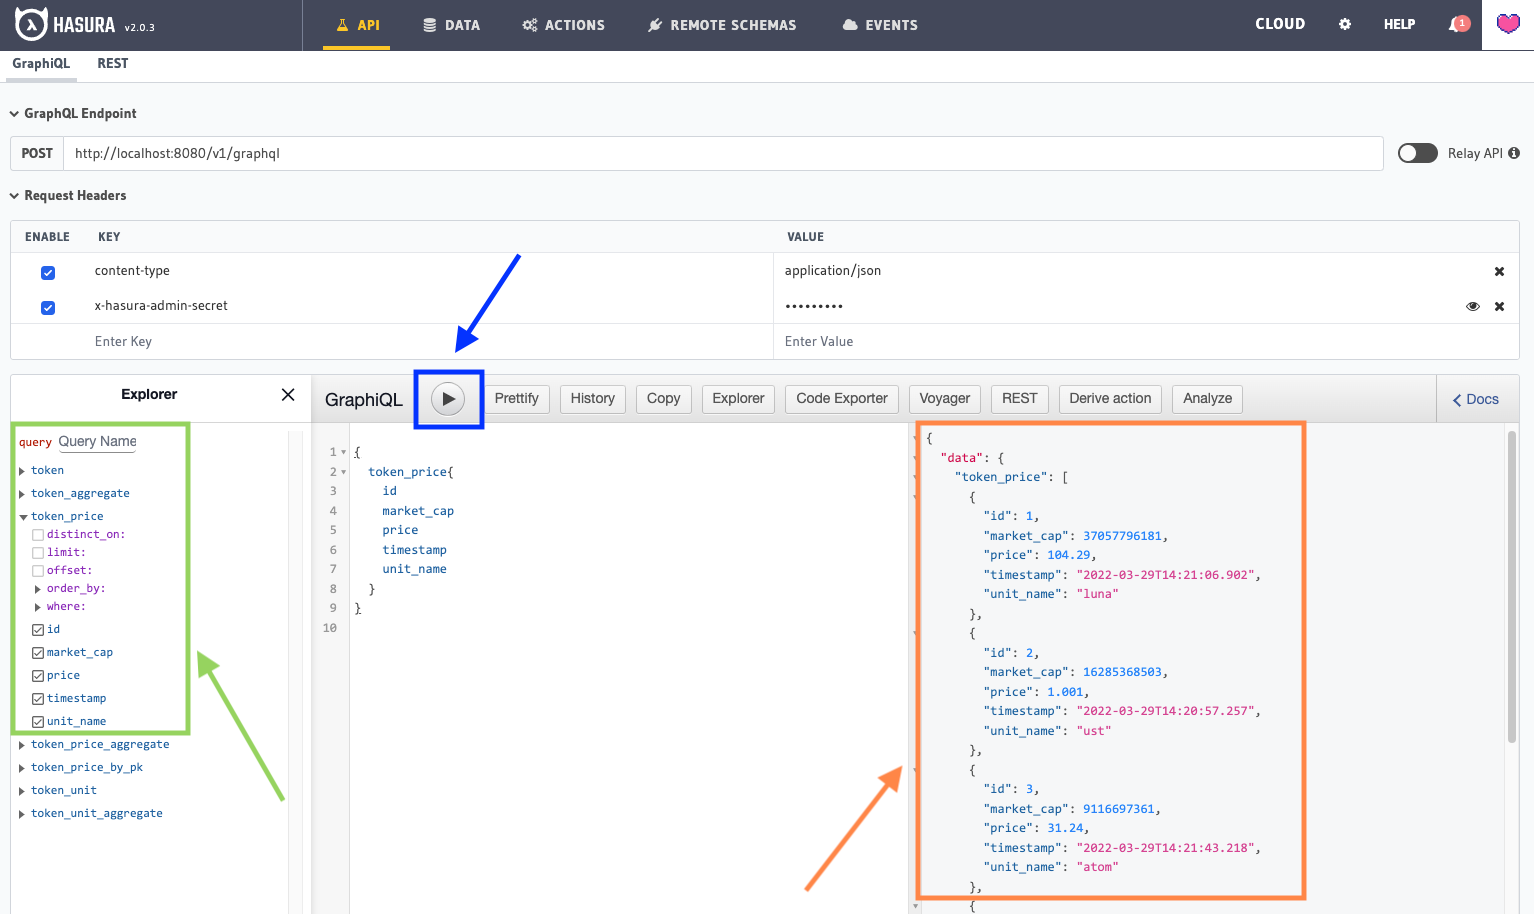 HASURA v2.0.3
API
DATA
ACTIONS
REMOTE SCHEMAS
EVENTS
CLOUD
HELP
1
GraphiQL REST
GraphQL Endpoint
POST http://localhost:8080/v1/graphql
Relay API
Request Headers
ENABLE KEY VALUE
content-type application/json
x-hasura-admin-secret •••••••••
Enter Key Enter Value
Explorer
query Query Name
token
token_aggregate
token_price
distinct_on:
limit:
offset:
order_by:
where:
id
market_cap
price
timestamp
unit_name
token_price_aggregate
token_price_by_pk
token_unit
token_unit_aggregate
GraphiQL Prettify History Copy Explorer Code Exporter Voyager REST Derive action Analyze Docs
1 {
2 token_price{
3 id
4 market_cap
5 price
6 timestamp
7 unit_name
8 }
9 }
10
{
"data": {
"token_price": [
{
"id": 1,
"market_cap": 37057796181,
"price": 104.29,
"timestamp": "2022-03-29T14:21:06.902",
"unit_name": "luna"
},
{
"id": 2,
"market_cap": 16285368503,
"price": 1.001,
"timestamp": "2022-03-29T14:20:57.257",
"unit_name": "ust"
},
{
"id": 3,
"market_cap": 9116697361,
"price": 31.24,
"timestamp": "2022-03-29T14:21:43.218",
"unit_name": "atom"
},
{